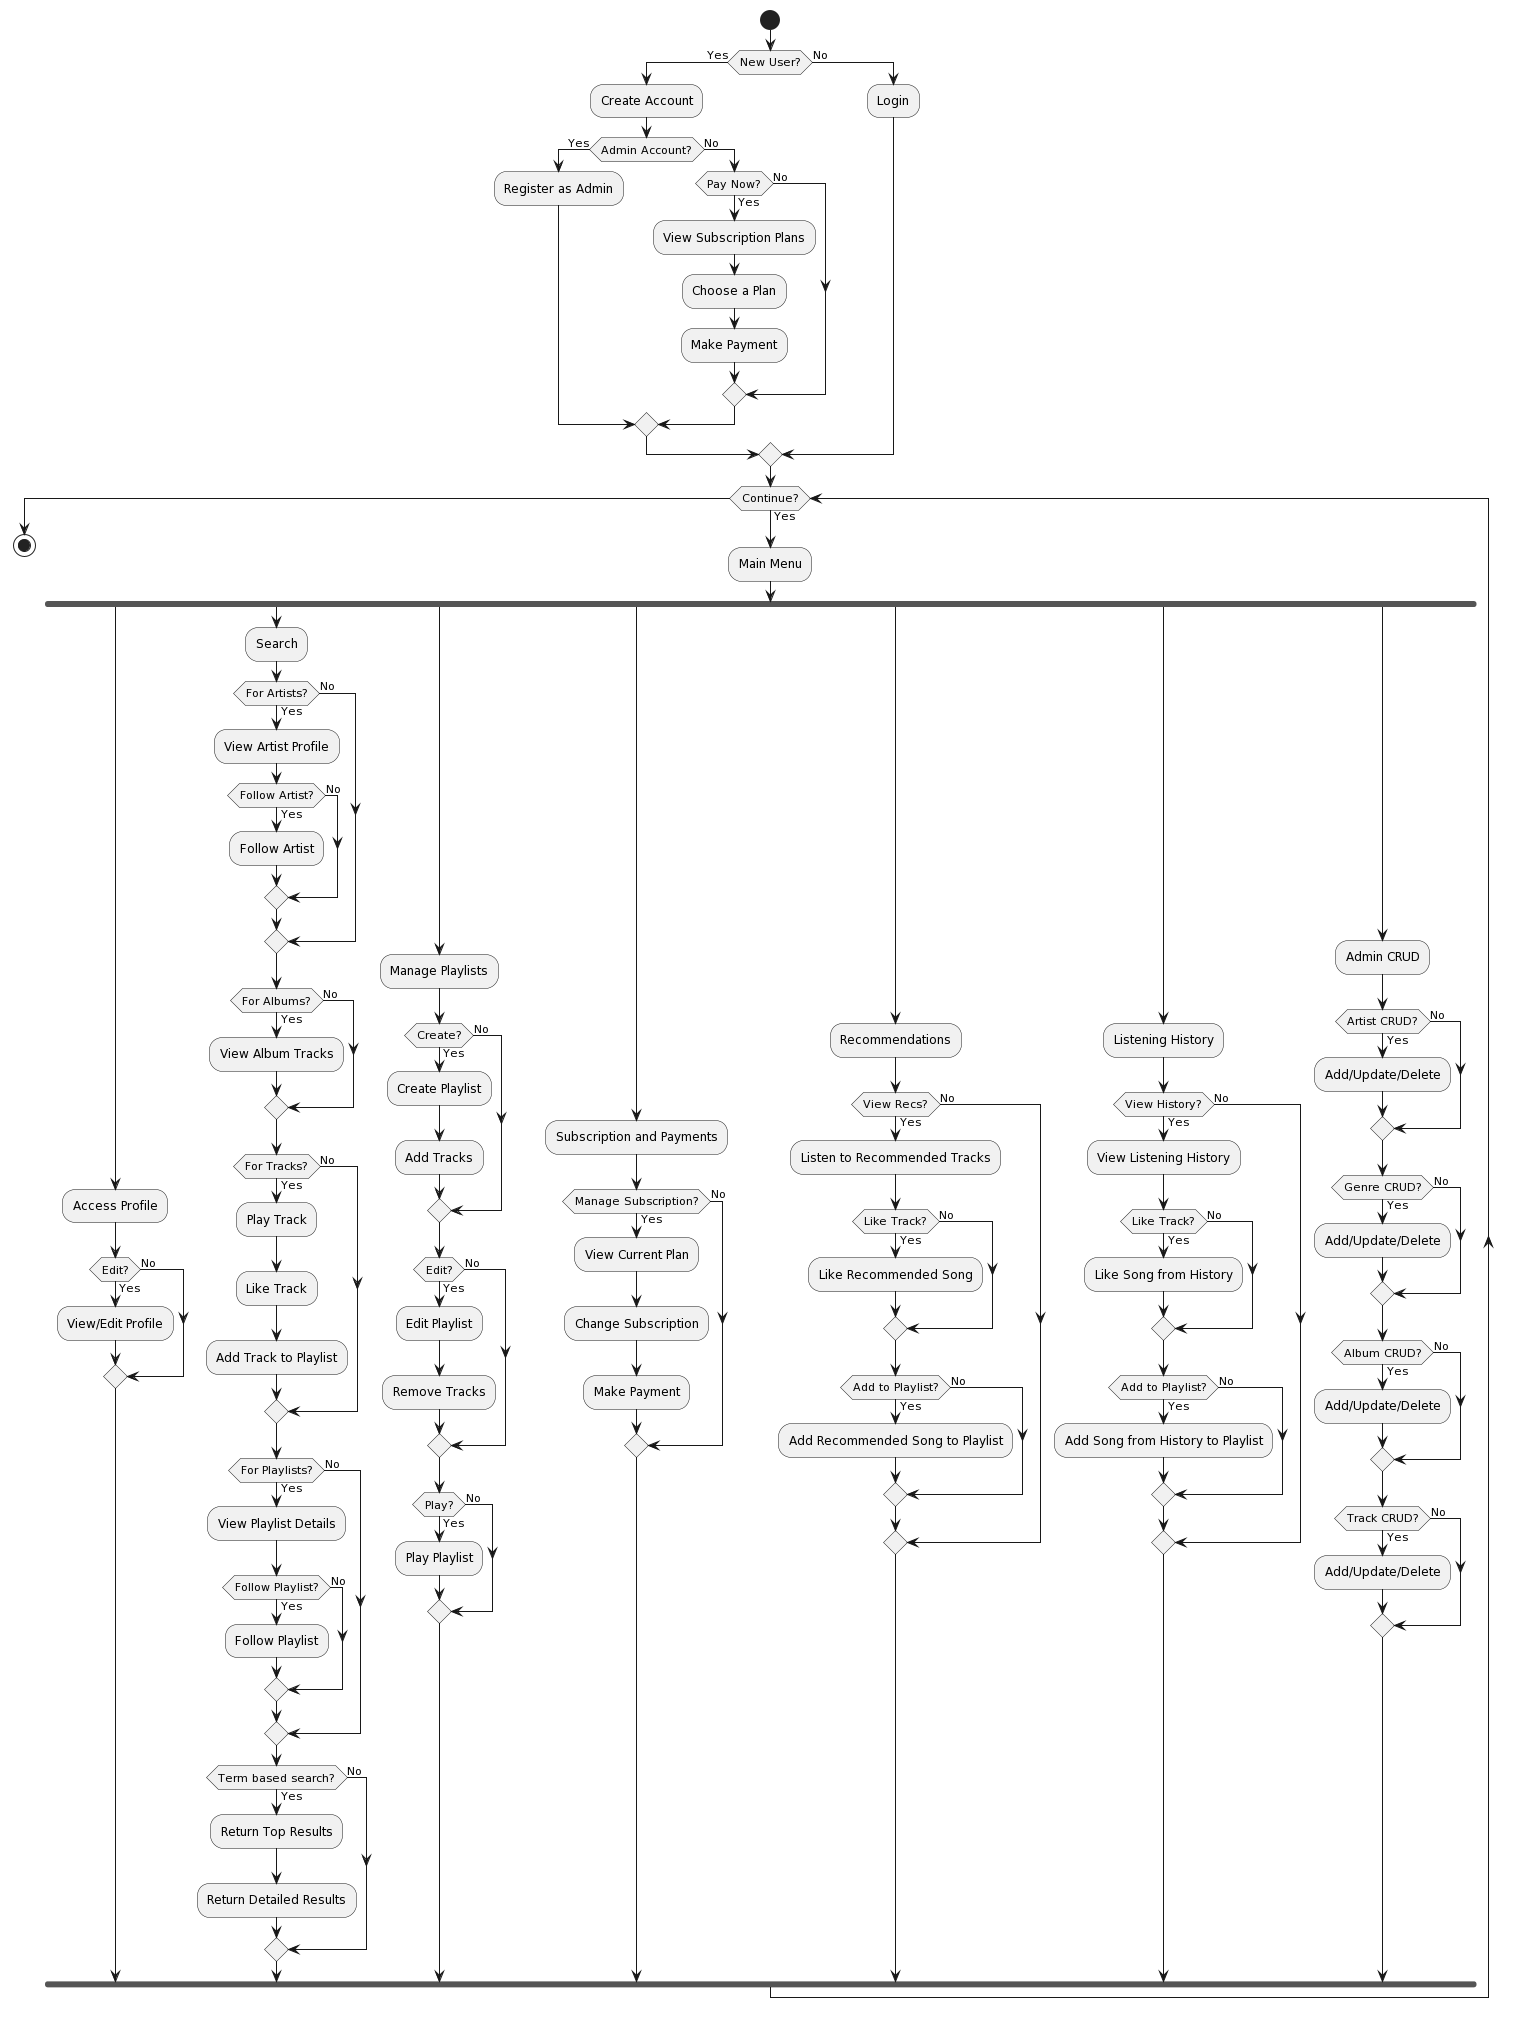 New User?
Yes
No
Create Account
Login
Admin Account?
Yes
No
Register as Admin
Pay Now?
No
Yes
View Subscription Plans
Choose a Plan
Make Payment
Continue?
Yes
Main Menu
Access Profile
Edit?
No
Yes
View/Edit Profile
Search
For Artists?
No
Yes
View Artist Profile
Follow Artist?
No
Yes
Follow Artist
For Albums?
No
Yes
View Album Tracks
For Tracks?
No
Yes
Play Track
Like Track
Add Track to Playlist
For Playlists?
No
Yes
View Playlist Details
Follow Playlist?
No
Yes
Follow Playlist
Term based search?
No
Yes
Return Top Results
Return Detailed Results
Manage Playlists
Create?
No
Yes
Create Playlist
Add Tracks
Edit?
No
Yes
Edit Playlist
Remove Tracks
Play?
No
Yes
Play Playlist
Subscription and Payments
Manage Subscription?
No
Yes
View Current Plan
Change Subscription
Make Payment
Recommendations
View Recs?
No
Yes
Listen to Recommended Tracks
Like Track?
No
Yes
Like Recommended Song
Add to Playlist?
No
Yes
Add Recommended Song to Playlist
Listening History
View History?
No
Yes
View Listening History
Like Track?
No
Yes
Like Song from History
Add to Playlist?
No
Yes
Add Song from History to Playlist
Admin CRUD
Artist CRUD?
No
Yes
Add/Update/Delete
Genre CRUD?
No
Yes
Add/Update/Delete
Album CRUD?
No
Yes
Add/Update/Delete
Track CRUD?
No
Yes
Add/Update/Delete